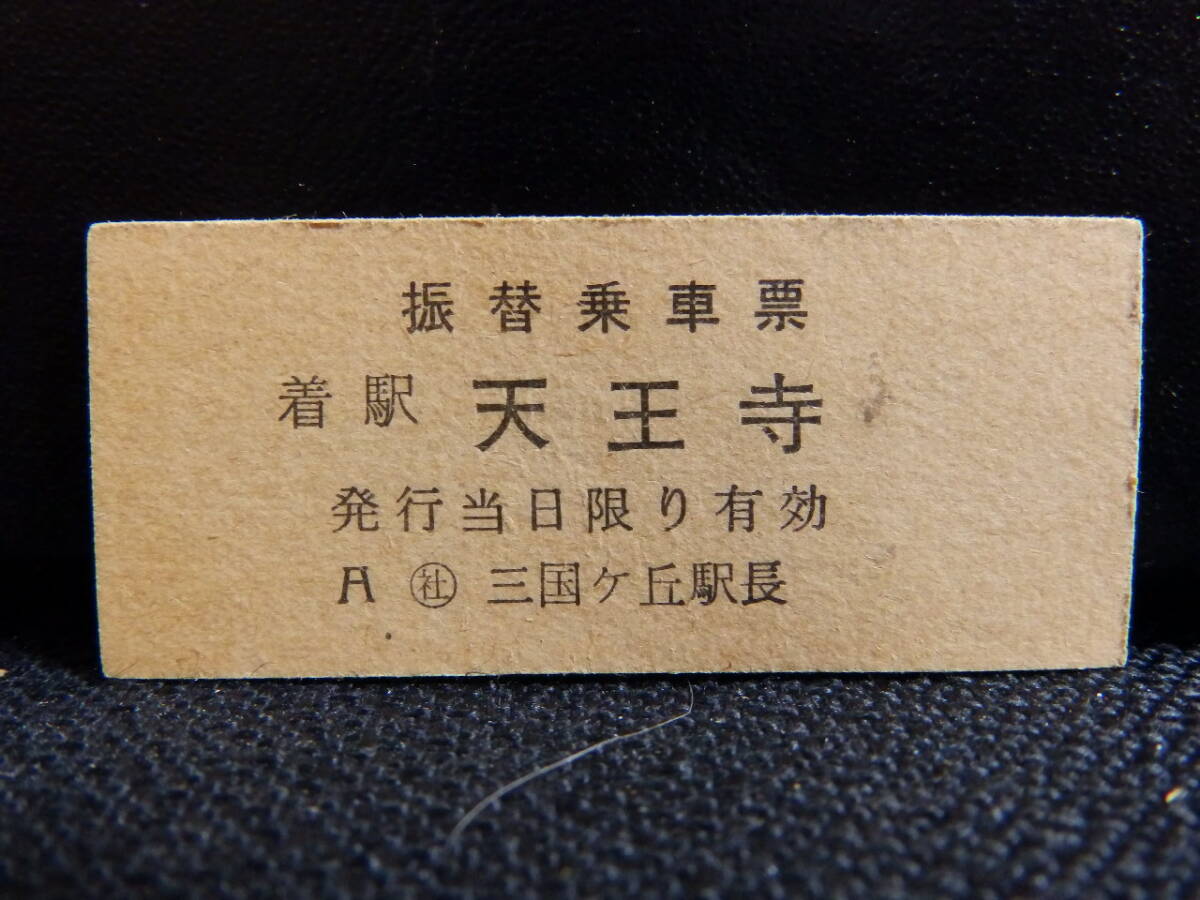 振替乗車票
着駅 天王寺
発行当日限り有効
㊓ 三国ケ丘駅長